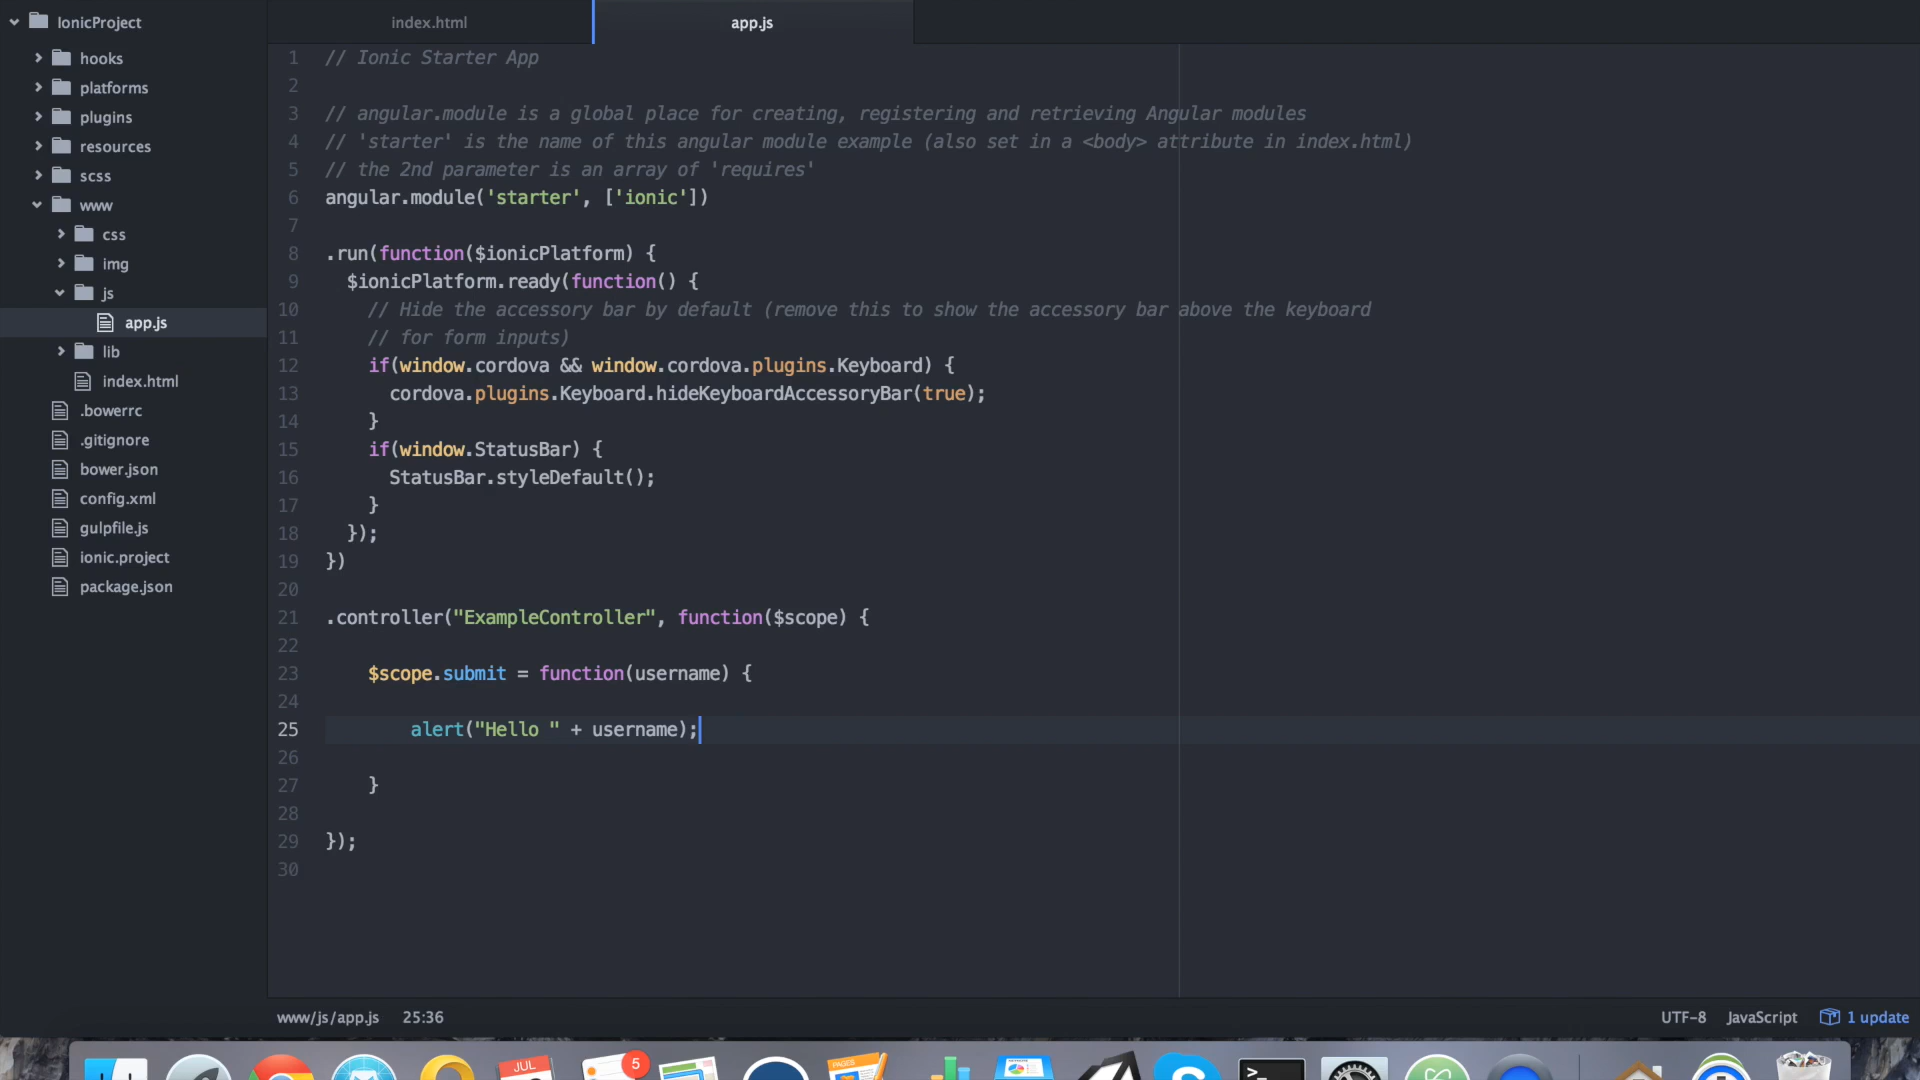 IonicProject
hooks
platforms
plugins
resources
scss
www
css
img
js
app.js
lib
index.html
.bowerrc
.gitignore
bower.json
config.xml
gulpfile.js
ionic.project
package.json
index.html
app.js
1 // Ionic Starter App
2
3 // angular.module is a global place for creating, registering and retrieving Angular modules
4 // 'starter' is the name of this angular module example (also set in a <body> attribute in index.html)
5 // the 2nd parameter is an array of 'requires'
6 angular.module('starter', ['ionic'])
7
8 .run(function($ionicPlatform) {
9   $ionicPlatform.ready(function() {
10     // Hide the accessory bar by default (remove this to show the accessory bar above the keyboard
11     // for form inputs)
12     if(window.cordova && window.cordova.plugins.Keyboard) {
13       cordova.plugins.Keyboard.hideKeyboardAccessoryBar(true);
14     }
15     if(window.StatusBar) {
16       StatusBar.styleDefault();
17     }
18   });
19 })
20
21 .controller("ExampleController", function($scope) {
22
23     $scope.submit = function(username) {
24
25         alert("Hello " + username);
26
27     }
28
29 });
30
www/js/app.js 25:36
UTF-8 JavaScript 1 update
JUL
5
PAGES
>_